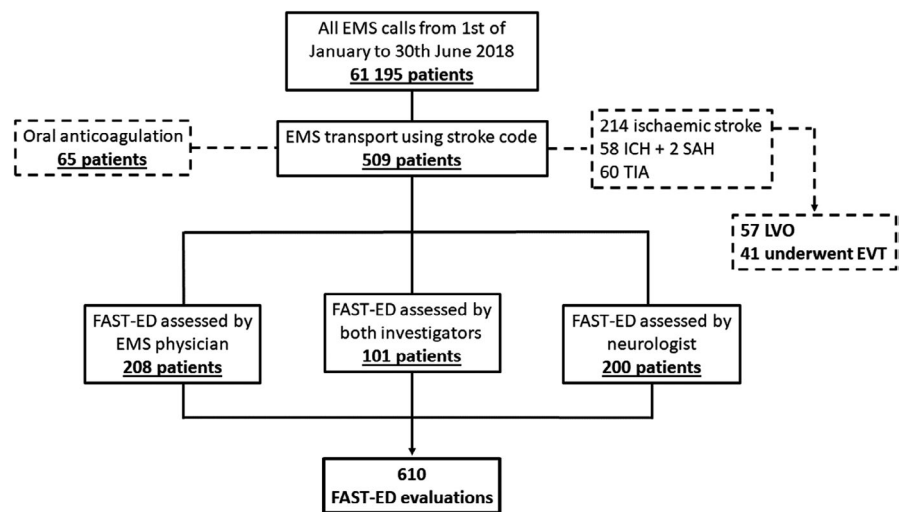 All EMS calls from 1st of
January to 30th June 2018
61 195 patients
Oral anticoagulation
65 patients
EMS transport using stroke code
509 patients
214 ischaemic stroke
58 ICH + 2 SAH
60 TIA
57 LVO
41 underwent EVT
FAST-ED assessed by
EMS physician
208 patients
FAST-ED assessed by
both investigators
101 patients
FAST-ED assessed by
neurologist
200 patients
610
FAST-ED evaluations